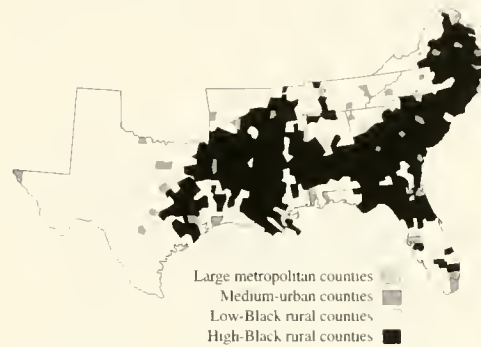 Large metropolitan counties
Medium-urban counties
Low-Black rural counties
High-Black rural counties